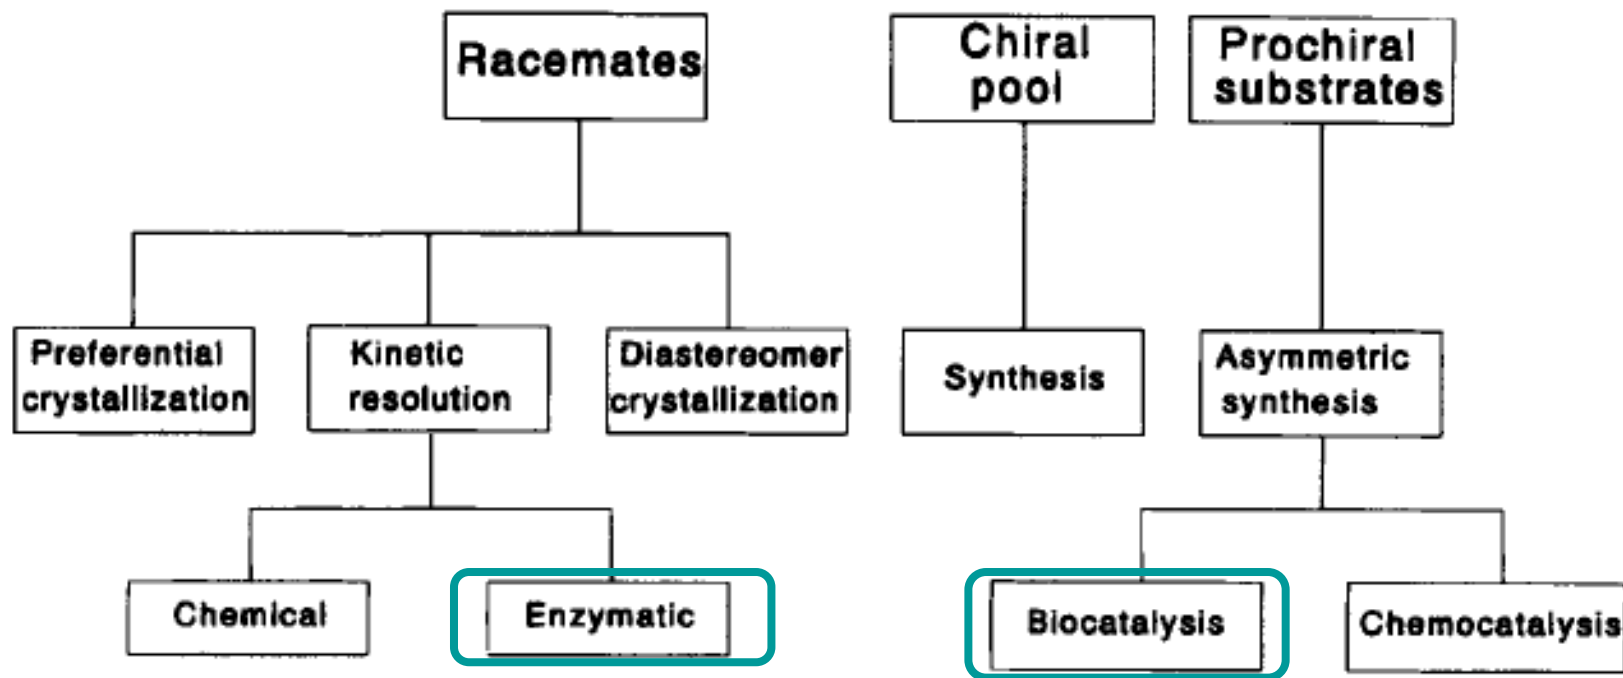 Racemates
Chiral
pool
Prochiral
substrates
Preferential
crystallization
Kinetic
resolution
Diastereomer
crystallization
Synthesis
Asymmetric
synthesis
Chemical
Enzymatic
Biocatalysis
Chemocatalysis